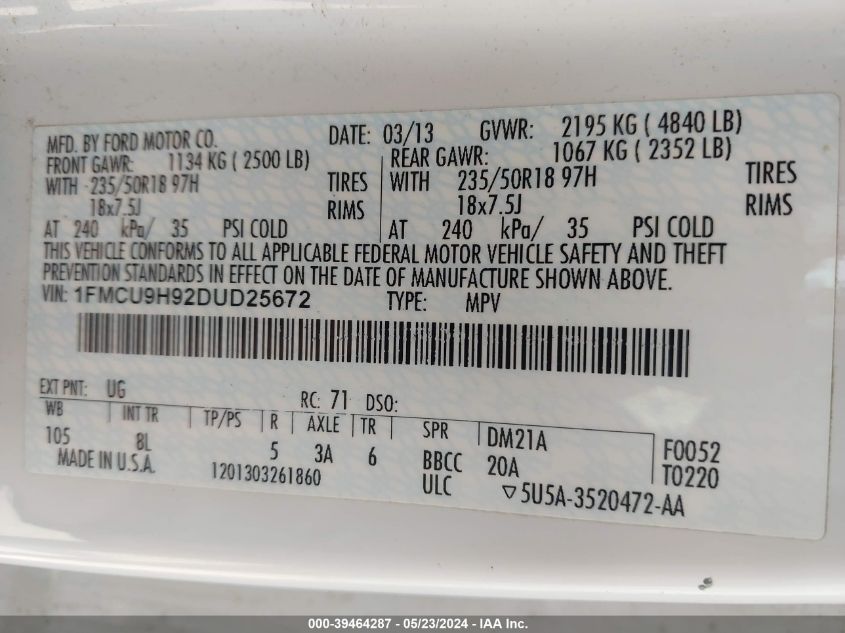 MFD. BY FORD MOTOR CO. DATE: 03/13 GVWR: 2195 KG ( 4840 LB)
FRONT GAWR: 1134 KG ( 2500 LB) REAR GAWR: 1067 KG ( 2352 LB)
WITH 235/50R18 97H TIRES WITH 235/50R18 97H TIRES
18x7.5J RIMS 18x7.5J RIMS
AT 240 kPa/ 35 PSI COLD AT 240 kPa/ 35 PSI COLD
THIS VEHICLE CONFORMS TO ALL APPLICABLE FEDERAL MOTOR VEHICLE SAFETY AND THEFT
PREVENTION STANDARDS IN EFFECT ON THE DATE OF MANUFACTURE SHOWN ABOVE.
VIN: 1FMCU9H92DUD25672 TYPE: MPV
EXT PNT: UG RC: 71 DSO:
WB INT TR TP/PS R AXLE TR SPR DM21A F0052
105 8L 5 3A 6 BBCC 20A T0220
MADE IN U.S.A. 1201303261860 ULC ▽5U5A-3520472-AA
000-39464287 - 05/23/2024 - IAA Inc.